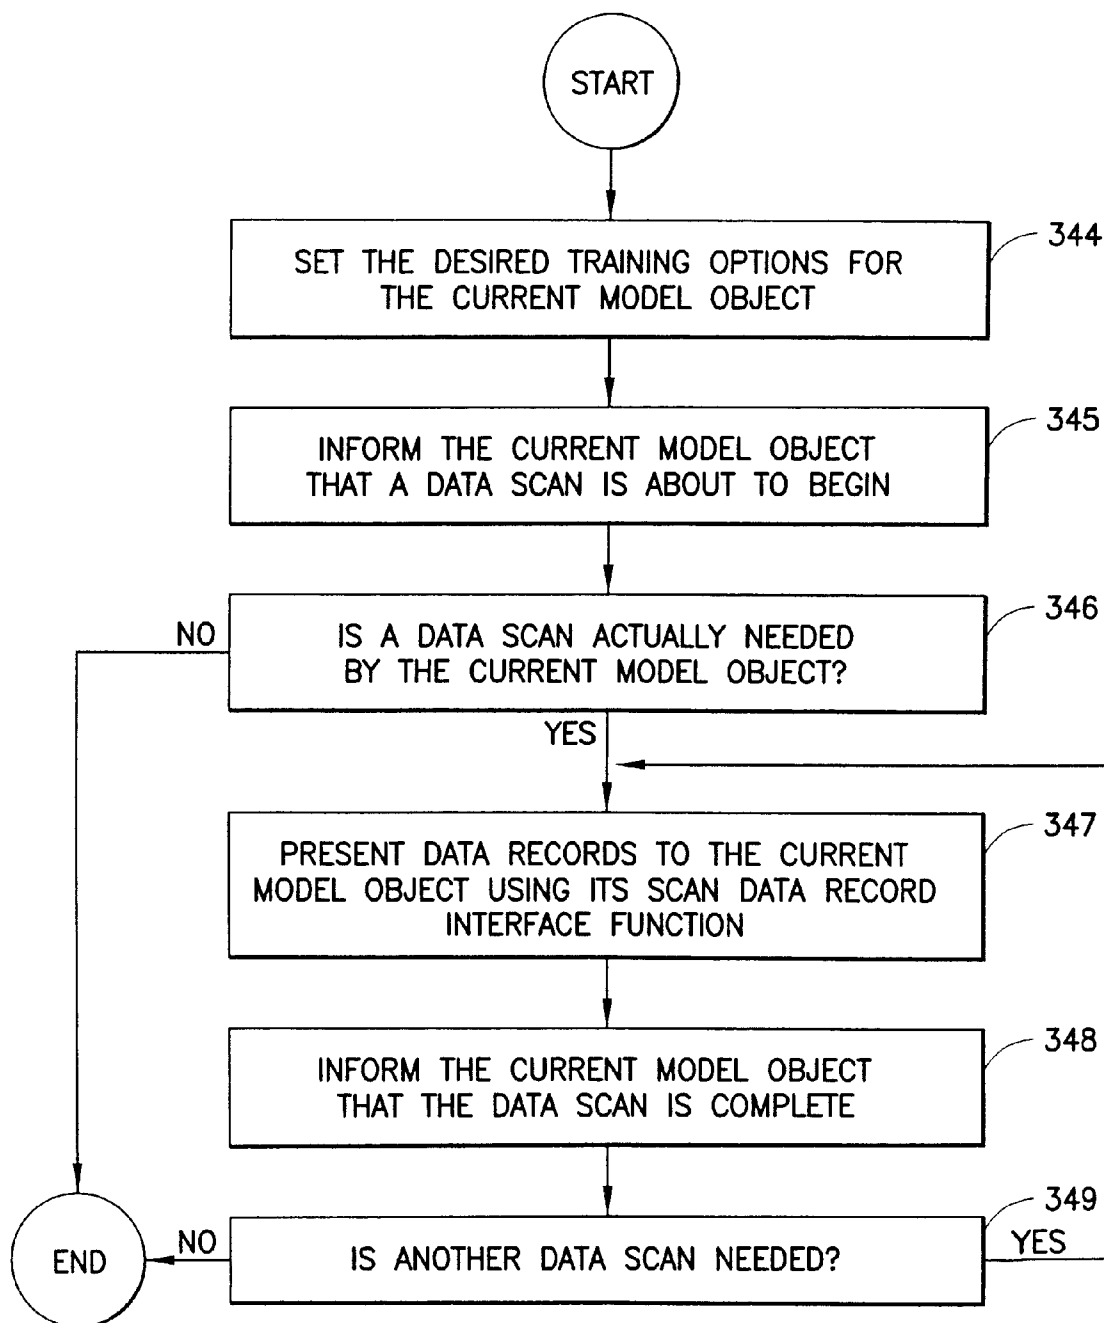 START
344
SET THE DESIRED TRAINING OPTIONS FOR
THE CURRENT MODEL OBJECT
345
INFORM THE CURRENT MODEL OBJECT
THAT A DATA SCAN IS ABOUT TO BEGIN
346
NO
IS A DATA SCAN ACTUALLY NEEDED
BY THE CURRENT MODEL OBJECT?
YES
347
PRESENT DATA RECORDS TO THE CURRENT
MODEL OBJECT USING ITS SCAN DATA RECORD
INTERFACE FUNCTION
348
INFORM THE CURRENT MODEL OBJECT
THAT THE DATA SCAN IS COMPLETE
349
END
NO
IS ANOTHER DATA SCAN NEEDED?
YES